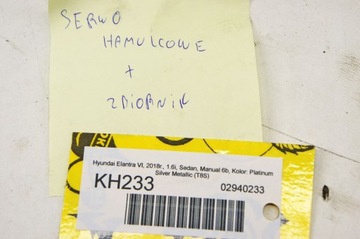 SERWO
HAMULCOWE
+
ZBIORNIK
Hyundai Elantra VI, 2018r, 1.6i, Sedan, Manual 6b, Kolor: Platinum
Silver Metallic (T8S)
KH233
02940233